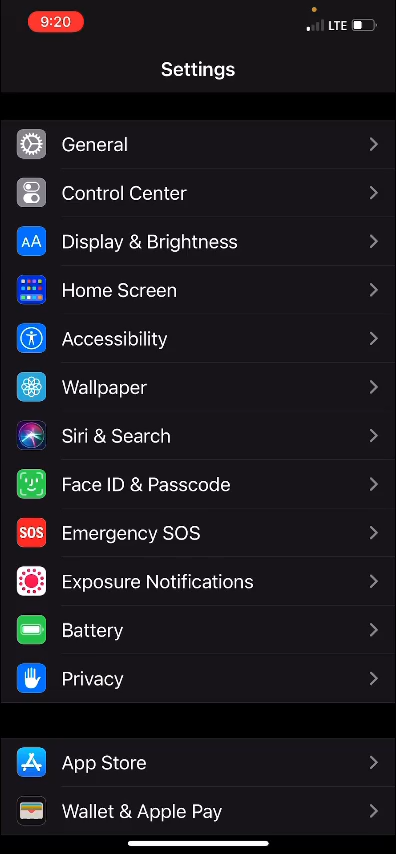 9:20
LTE
Settings
General
Control Center
AA
Display & Brightness
Home Screen
Accessibility
Wallpaper
Siri & Search
Face ID & Passcode
SOS
Emergency SOS
Exposure Notifications
Battery
Privacy
App Store
Wallet & Apple Pay